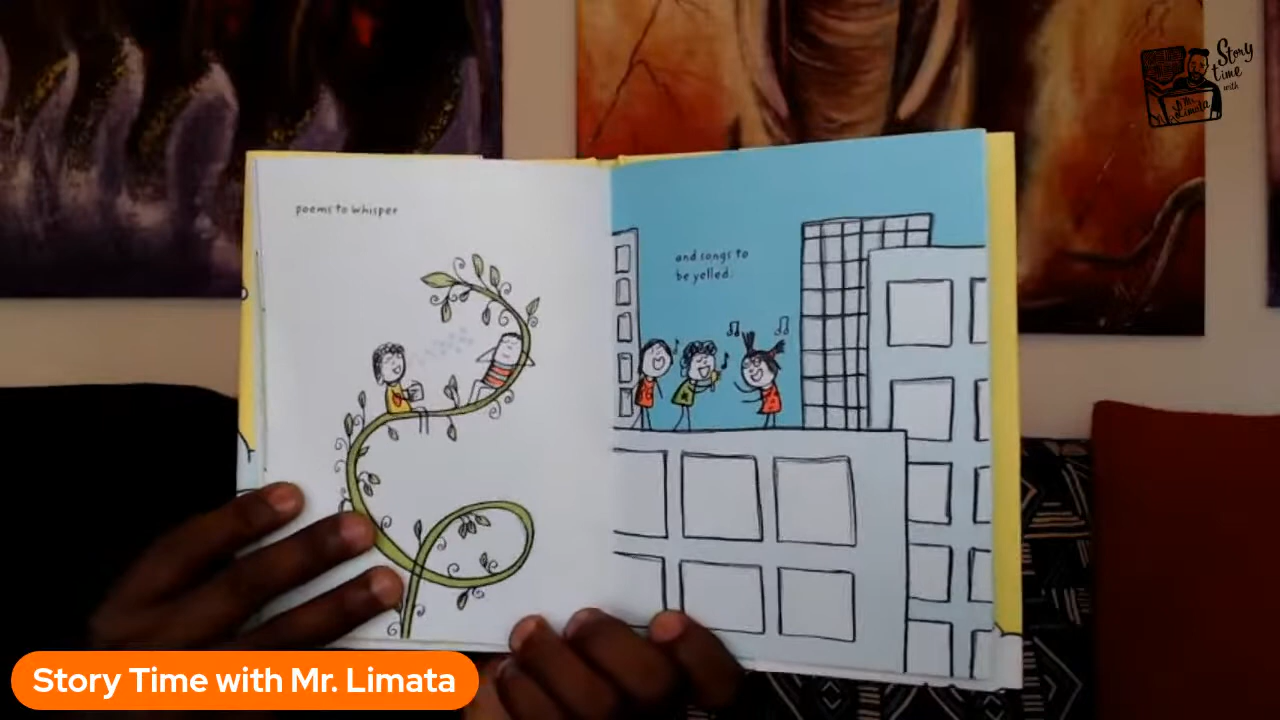 Story
time
with
Mr.
Limata
poems to whisper
and songs to
be yelled.
Story Time with Mr. Limata